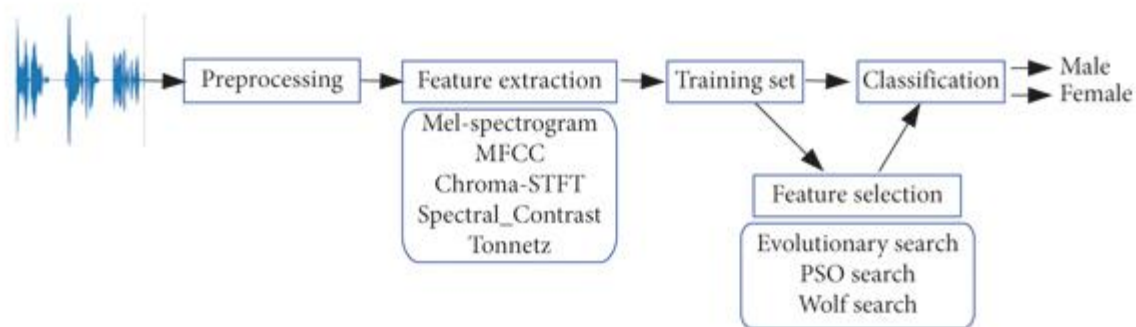 Preprocessing
Feature extraction
Mel-spectrogram
MFCC
Chroma-STFT
Spectral_Contrast
Tonnetz
Training set
Feature selection
Evolutionary search
PSO search
Wolf search
Classification
Male
Female